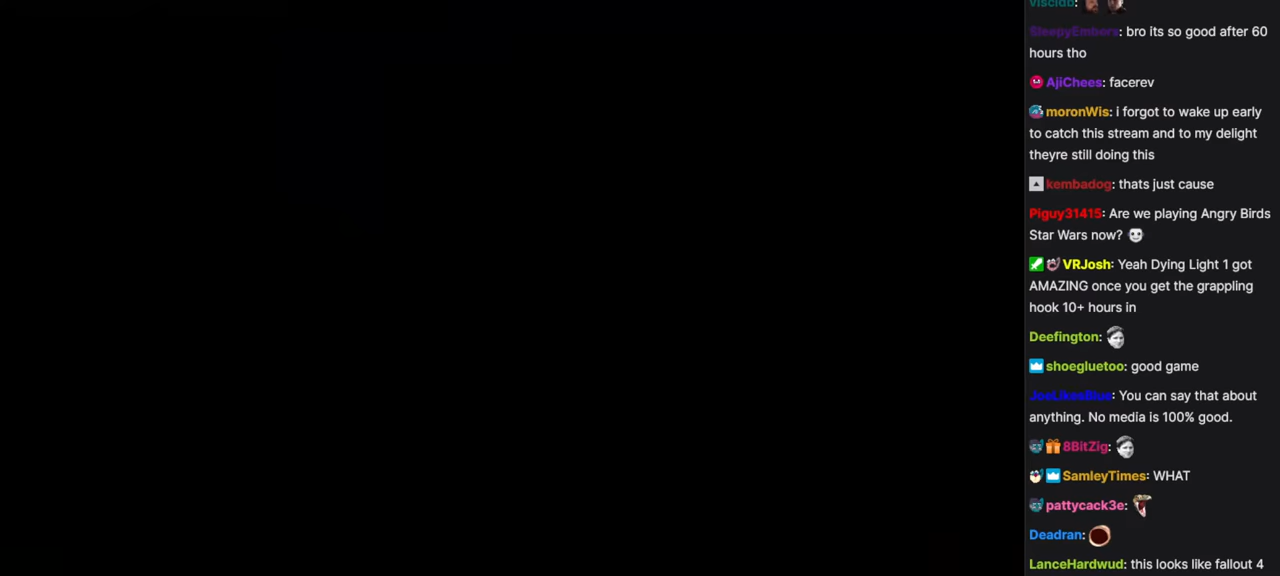 viscidb:
SleepyEmbers: bro its so good after 60
hours tho
AjiChees: facerev
moronWis: i forgot to wake up early
to catch this stream and to my delight
theyre still doing this
kembadog: thats just cause
Piguy31415: Are we playing Angry Birds
Star Wars now?
VRJosh: Yeah Dying Light 1 got
AMAZING once you get the grappling
hook 10+ hours in
Deefington:
shoegluetoo: good game
JoeLikesBlue: You can say that about
anything. No media is 100% good.
8BitZig:
SamleyTimes: WHAT
pattycack3e:
Deadran:
LanceHardwud: this looks like fallout 4